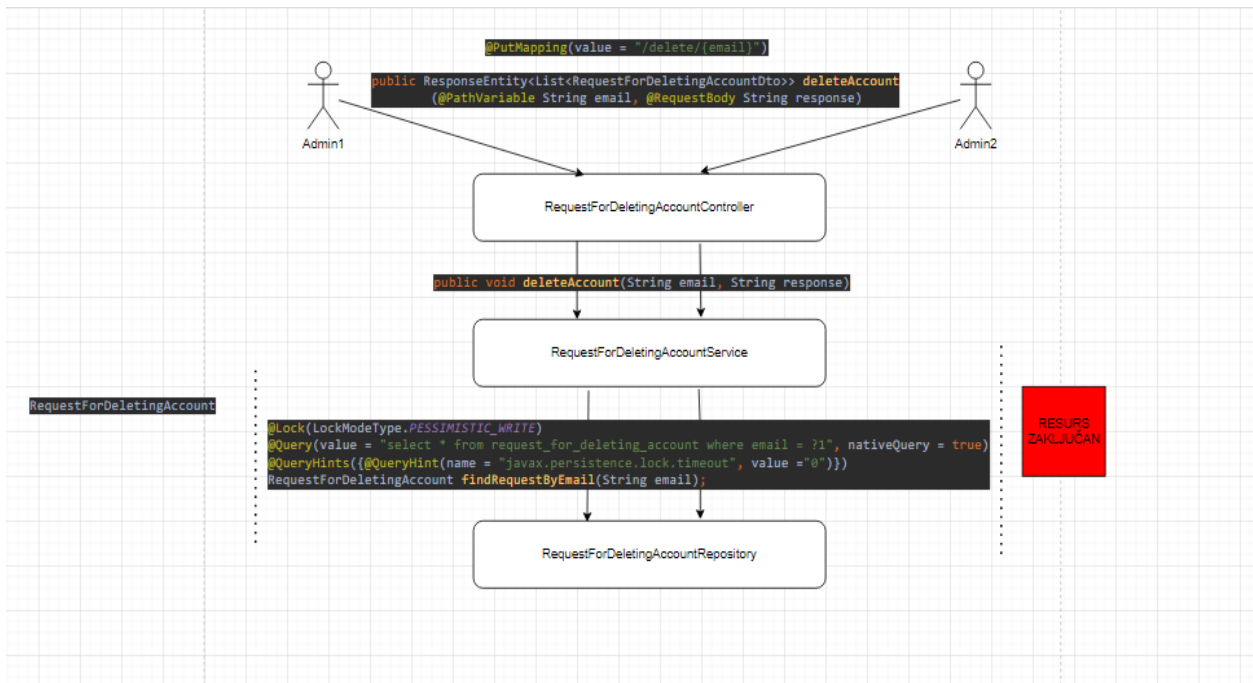 @PutMapping(value = "/delete/{email}")
public ResponseEntity<List<RequestForDeletingAccountDto>> deleteAccount
(@PathVariable String email, @RequestBody String response)
Admin1
Admin2
RequestForDeletingAccountController
public void deleteAccount(String email, String response)
RequestForDeletingAccountService
RequestForDeletingAccount
@Lock(LockModeType.PESSIMISTIC_WRITE)
@Query(value = "select * from request_for_deleting_account where email = ?1", nativeQuery = true)
@QueryHints({@QueryHint(name = "javax.persistence.lock.timeout", value ="0")})
RequestForDeletingAccount findRequestByEmail(String email);
RESURS
ZAKLJUČAN
RequestForDeletingAccountRepository